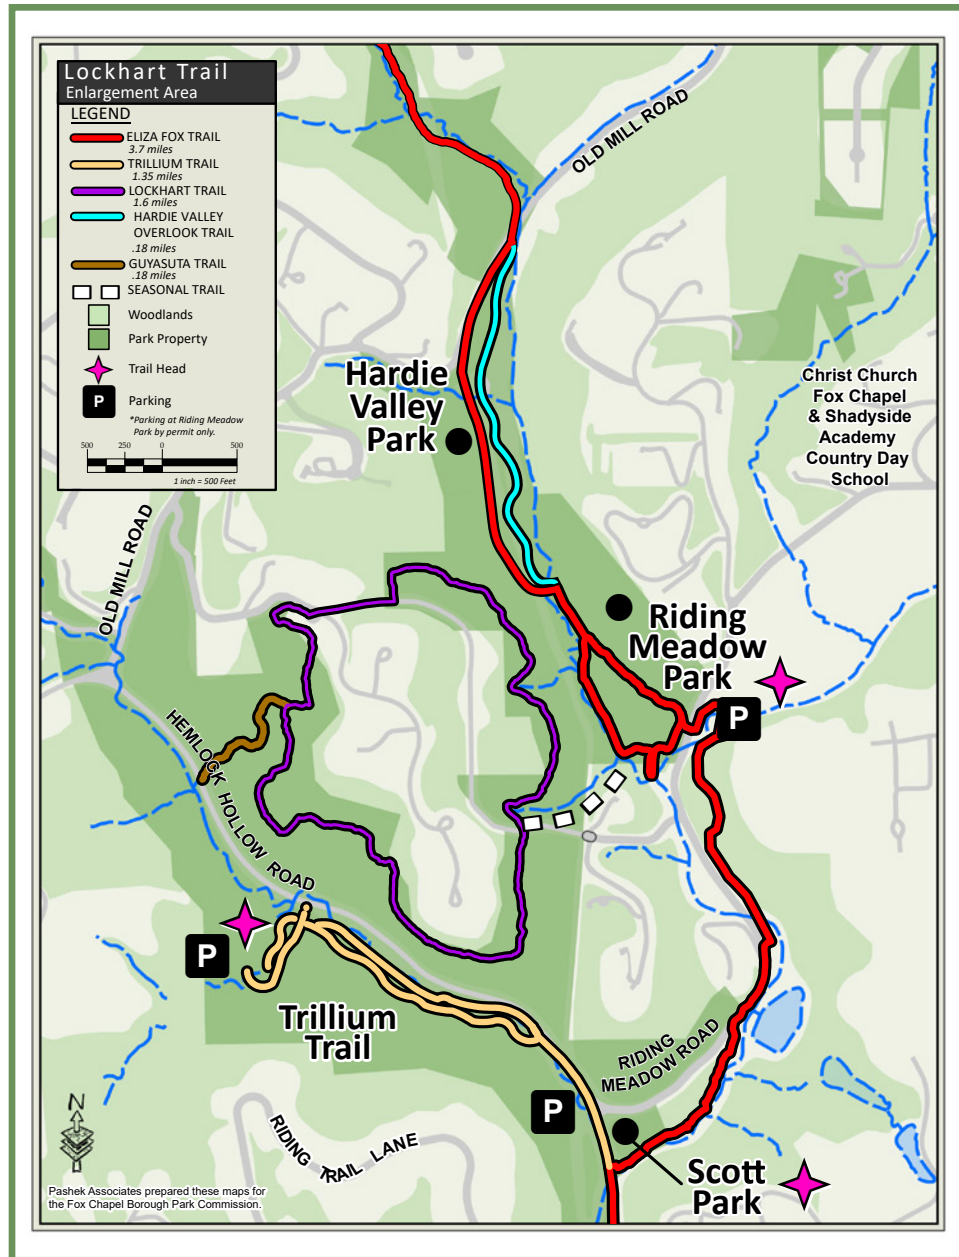 Lockhart Trail
Enlargement Area
LEGEND
ELIZA FOX TRAIL
3.7 miles
TRILLIUM TRAIL
1.35 miles
LOCKHART TRAIL
1.6 miles
HARDIE VALLEY
OVERLOOK TRAIL
.18 miles
GUYASUTA TRAIL
.18 miles
SEASONAL TRAIL
Woodlands
Park Property
Trail Head
P Parking
*Parking at Riding Meadow
Park by permit only.
500 250 0 500
1 inch = 500 Feet
OLD MILL ROAD
Hardie
Valley
Park
Christ Church
Fox Chapel
& Shadyside
Academy
Country Day
School
OLD MILL ROAD
Riding
Meadow
Park
P
HEMLOCK HOLLOW ROAD
P
Trillium
Trail
RIDING
MEADOW ROAD
P
RIDING TRAIL LANE
Scott
Park
N
Pashek Associates prepared these maps for
the Fox Chapel Borough Park Commission.